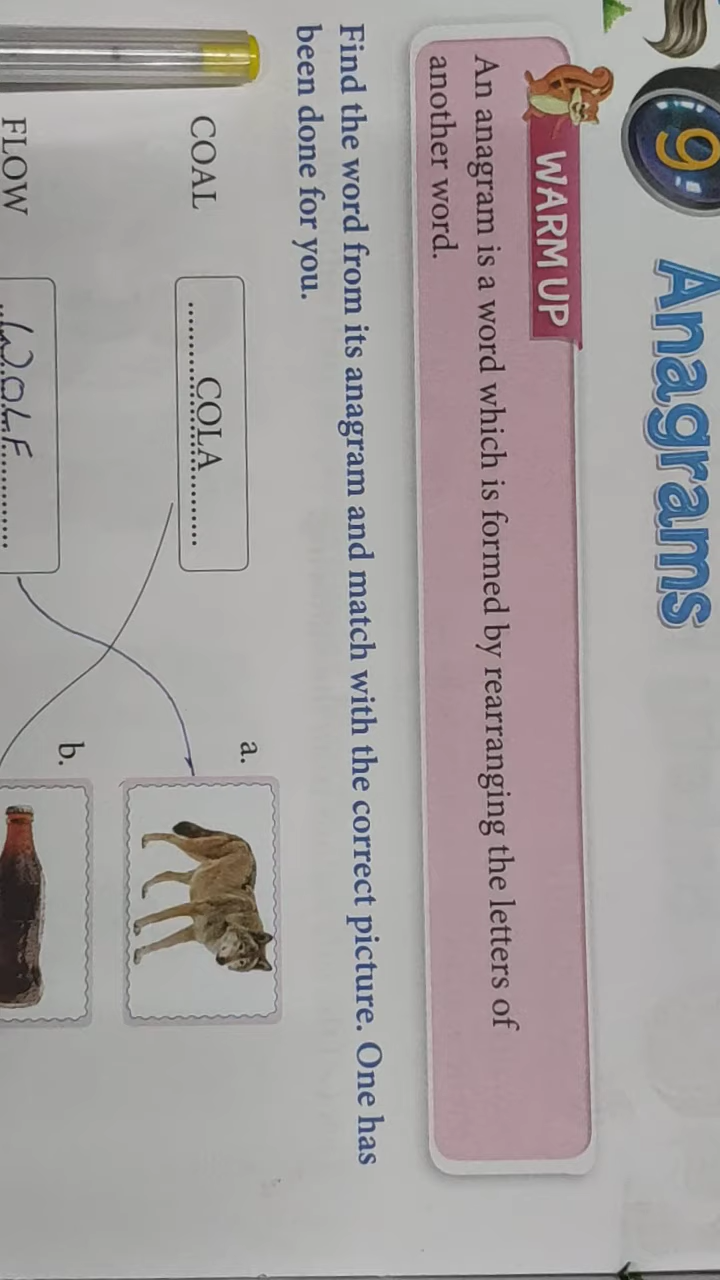 9 Anagrams
WARM UP
An anagram is a word which is formed by rearranging the letters of
another word.
Find the word from its anagram and match with the correct picture. One has
been done for you.
COAL
COLA
a.
FLOW
WOLF
b.